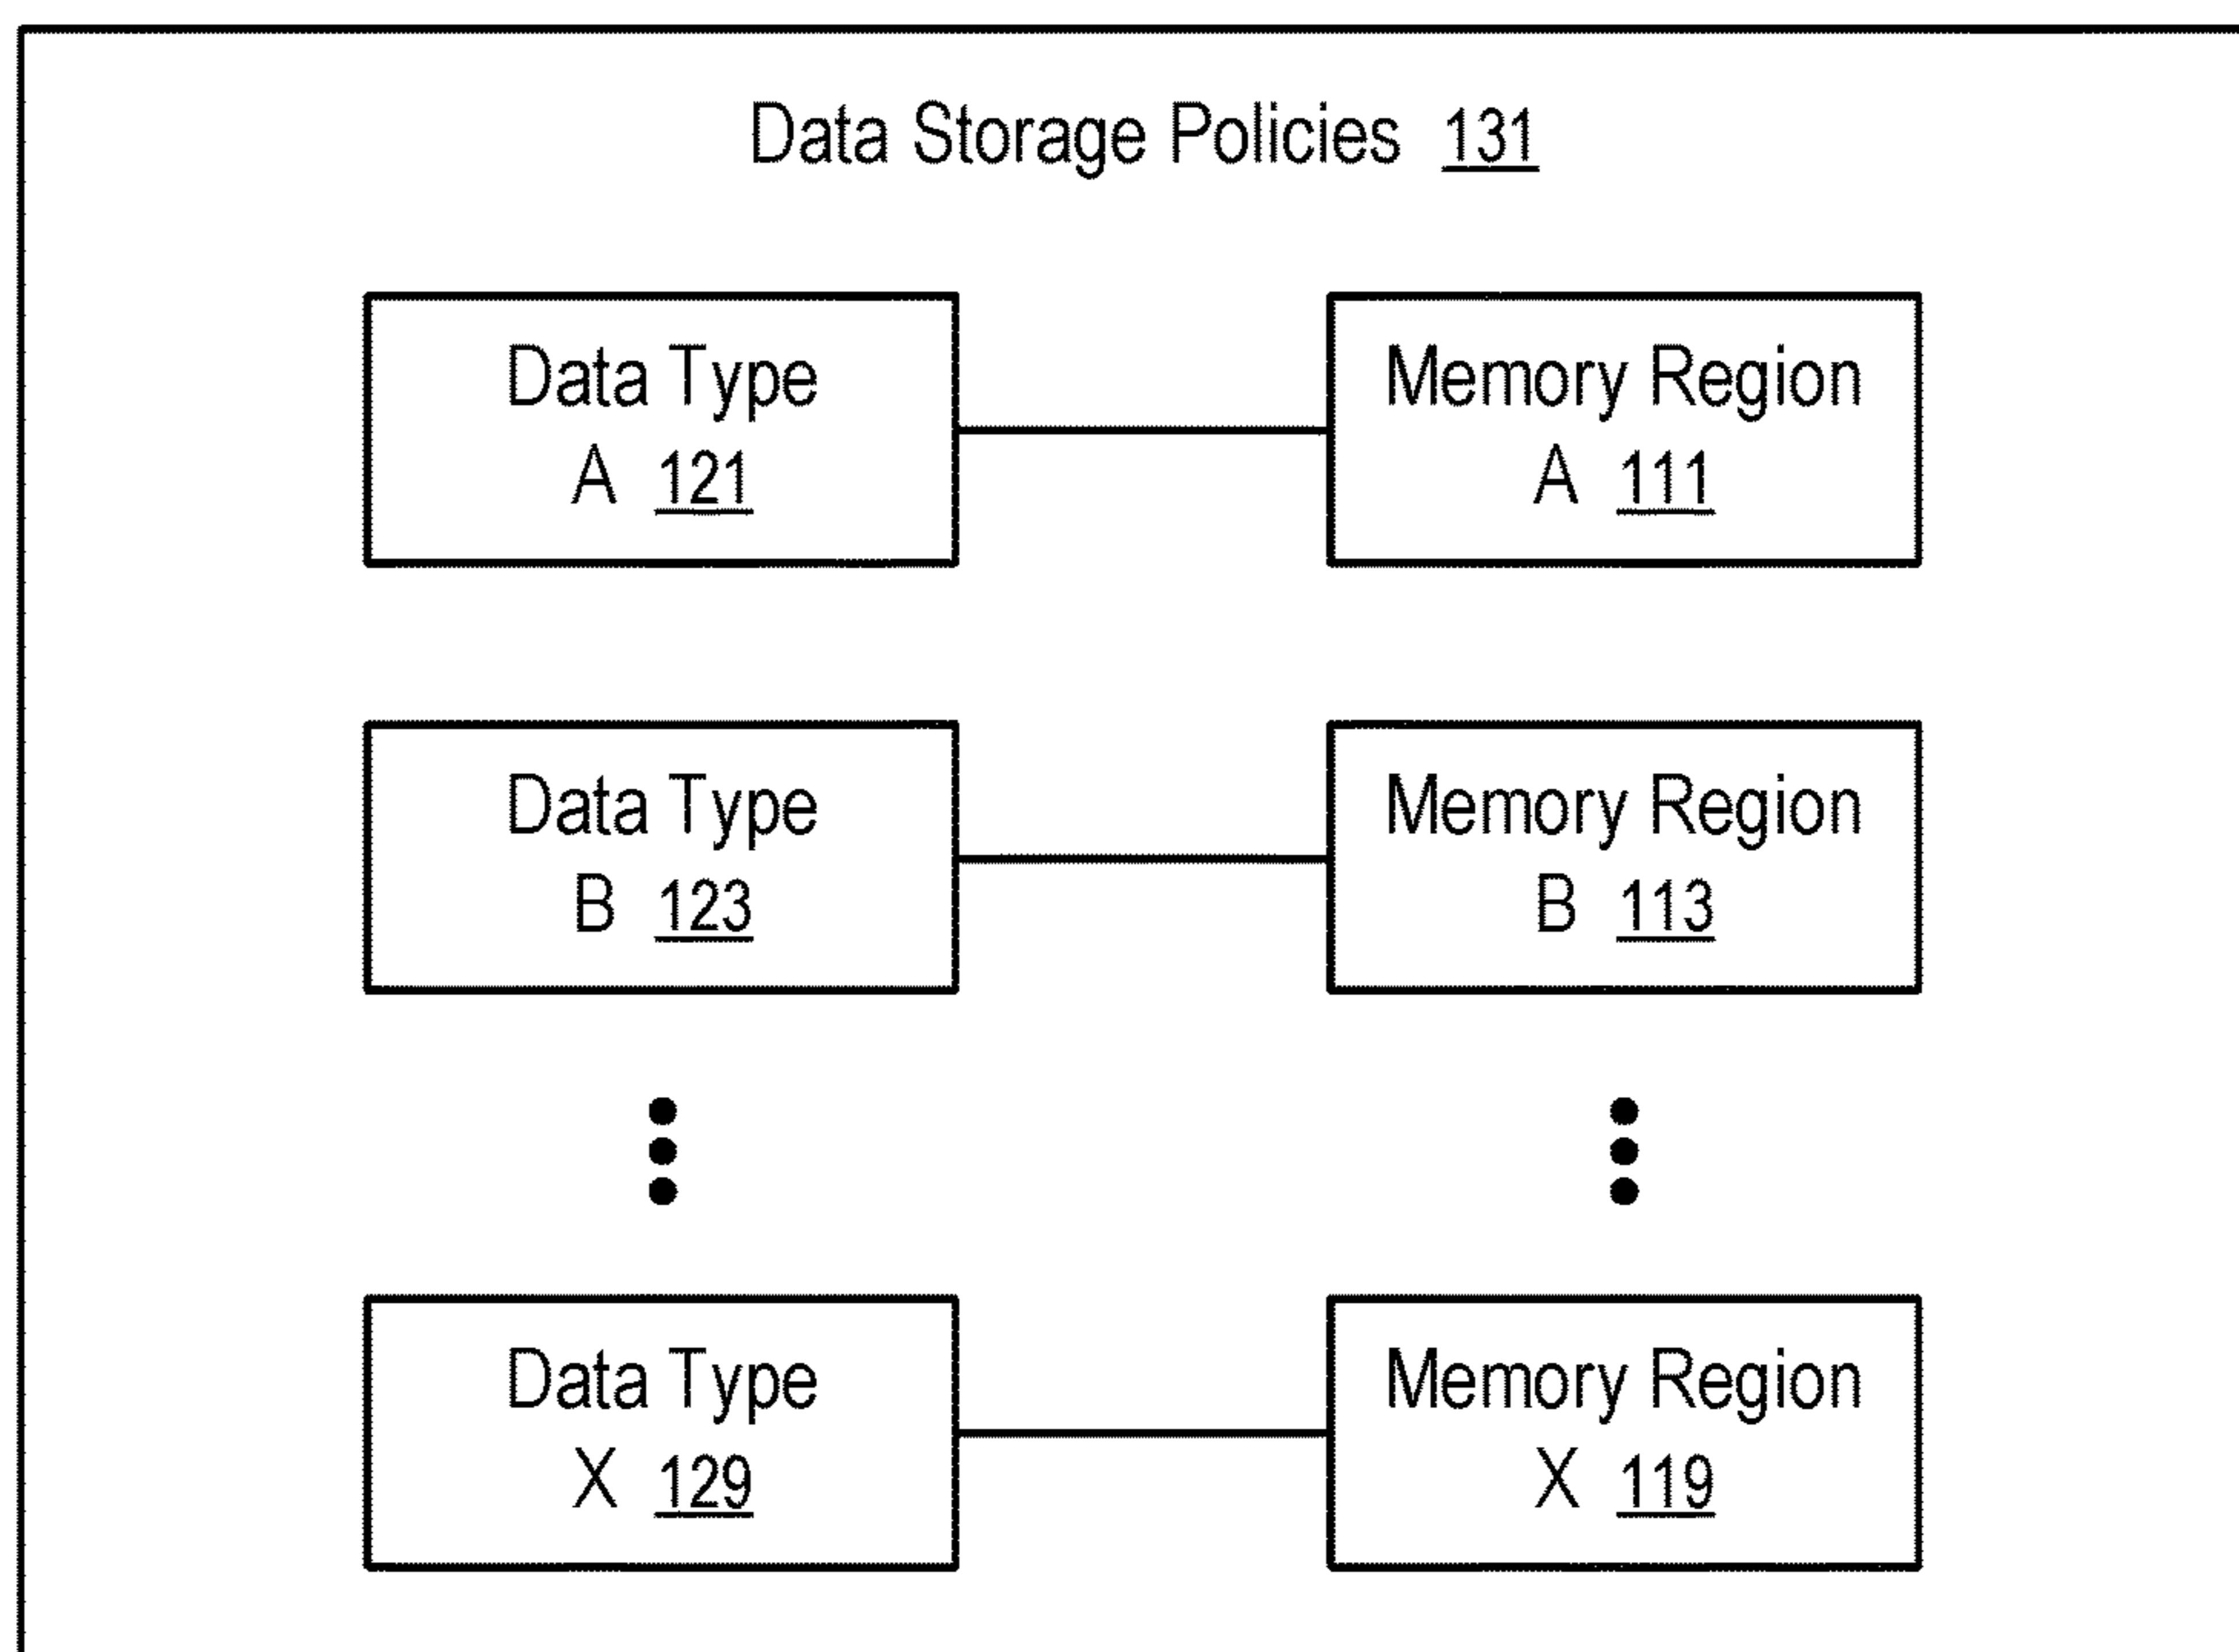 Data Storage Policies 131
Data Type
A 121
Memory Region
A 111
Data Type
B 123
Memory Region
B 113
Data Type
X 129
Memory Region
X 119